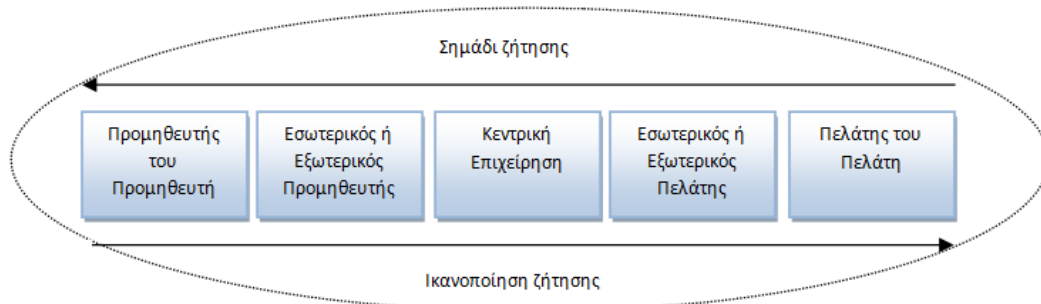 Σημάδι ζήτησης
Προμηθευτής
του
Προμηθευτή
Εσωτερικός ή
Εξωτερικός
Προμηθευτής
Κεντρική
Επιχείρηση
Εσωτερικός ή
Εξωτερικός
Πελάτης
Πελάτης του
Πελάτη
Ικανοποίηση ζήτησης